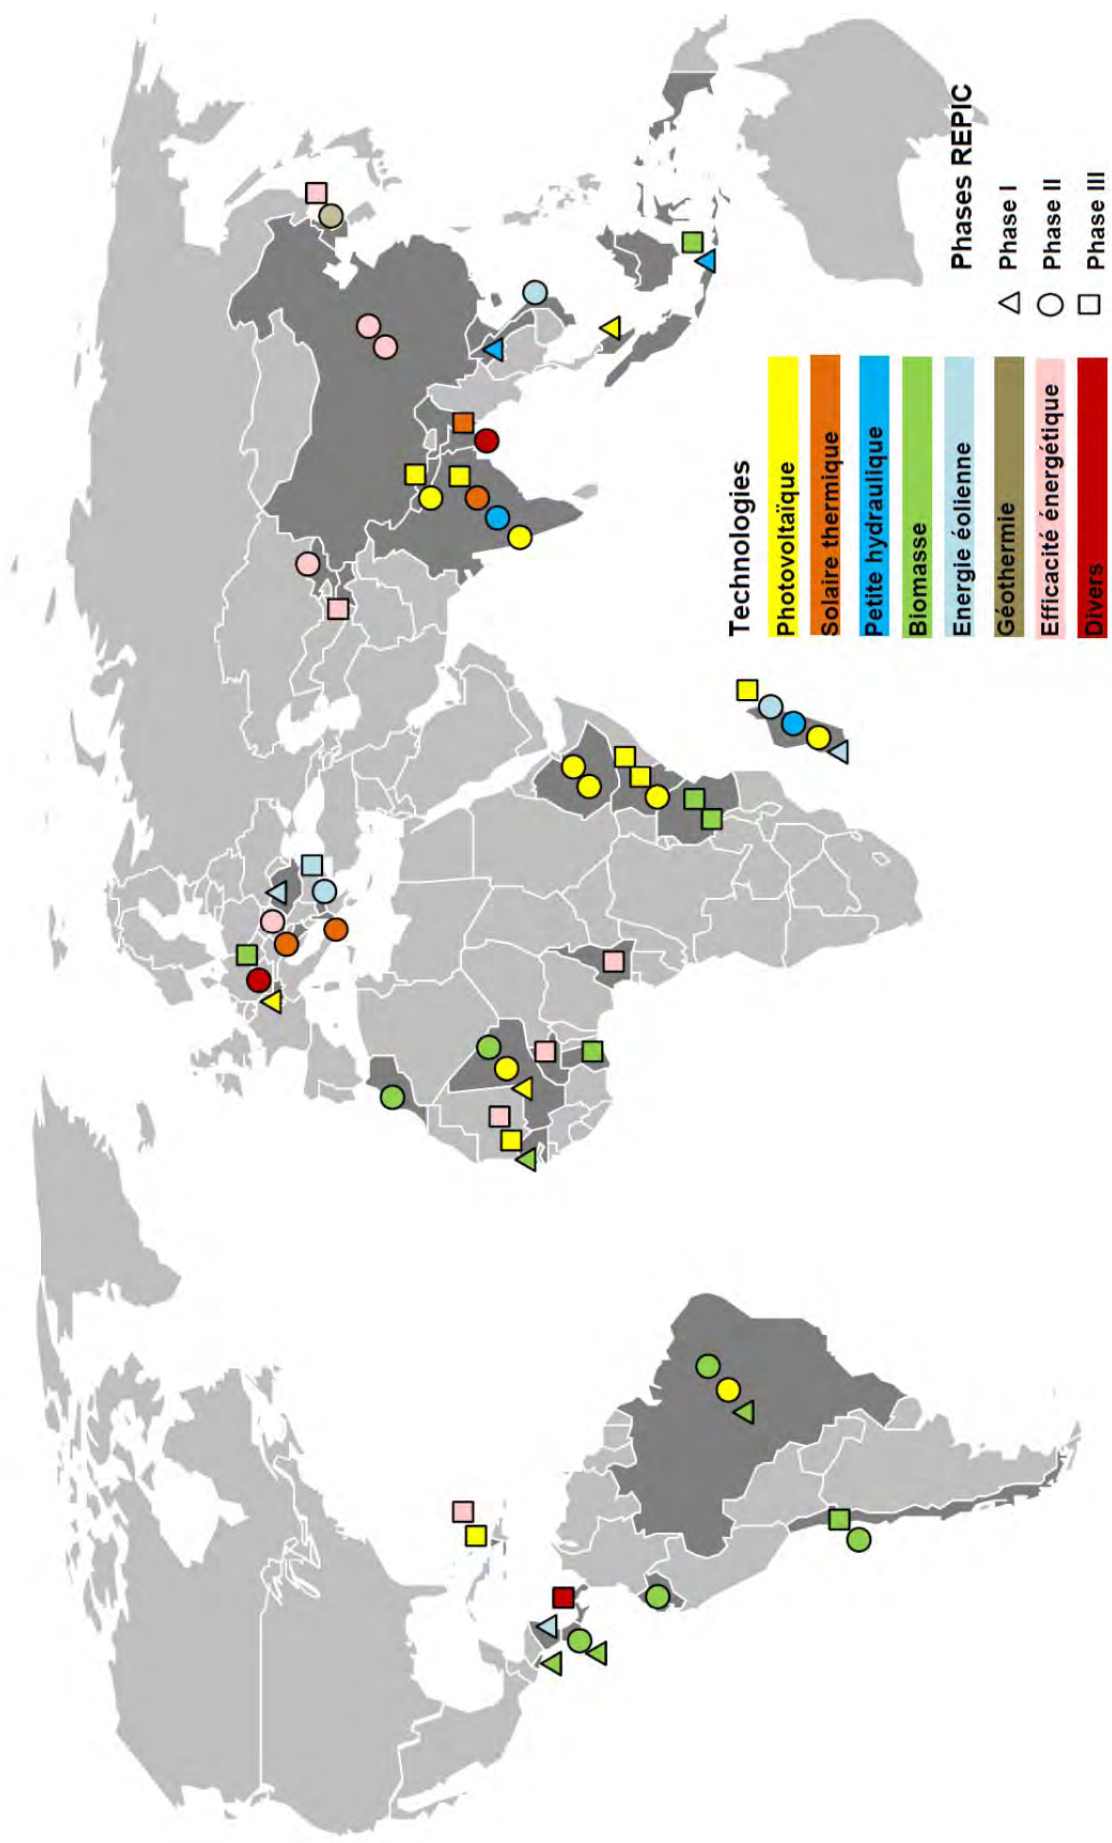 Technologies
Photovoltaïque
Solaire thermique
Petite hydraulique
Biomasse
Energie éolienne
Géothermie
Efficacité énergétique
Divers
Phases REPIC
Phase I
Phase II
Phase III